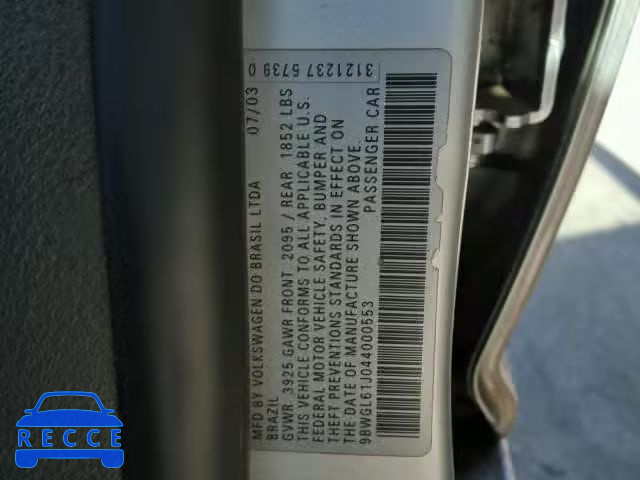 MFD BY VOLKSWAGEN DO BRASIL LTDA 07/03
BRAZIL
GVWR 3925 GAWR FRONT 2095 / REAR 1852 LBS
THIS VEHICLE CONFORMS TO ALL APPLICABLE U.S.
FEDERAL MOTOR VEHICLE SAFETY, BUMPER AND
THEFT PREVENTIONS STANDARDS IN EFFECT ON
THE DATE OF MANUFACTURE SHOWN ABOVE.
9BWGL61J044000553 PASSENGER CAR
3121237 5739 0
RECCE